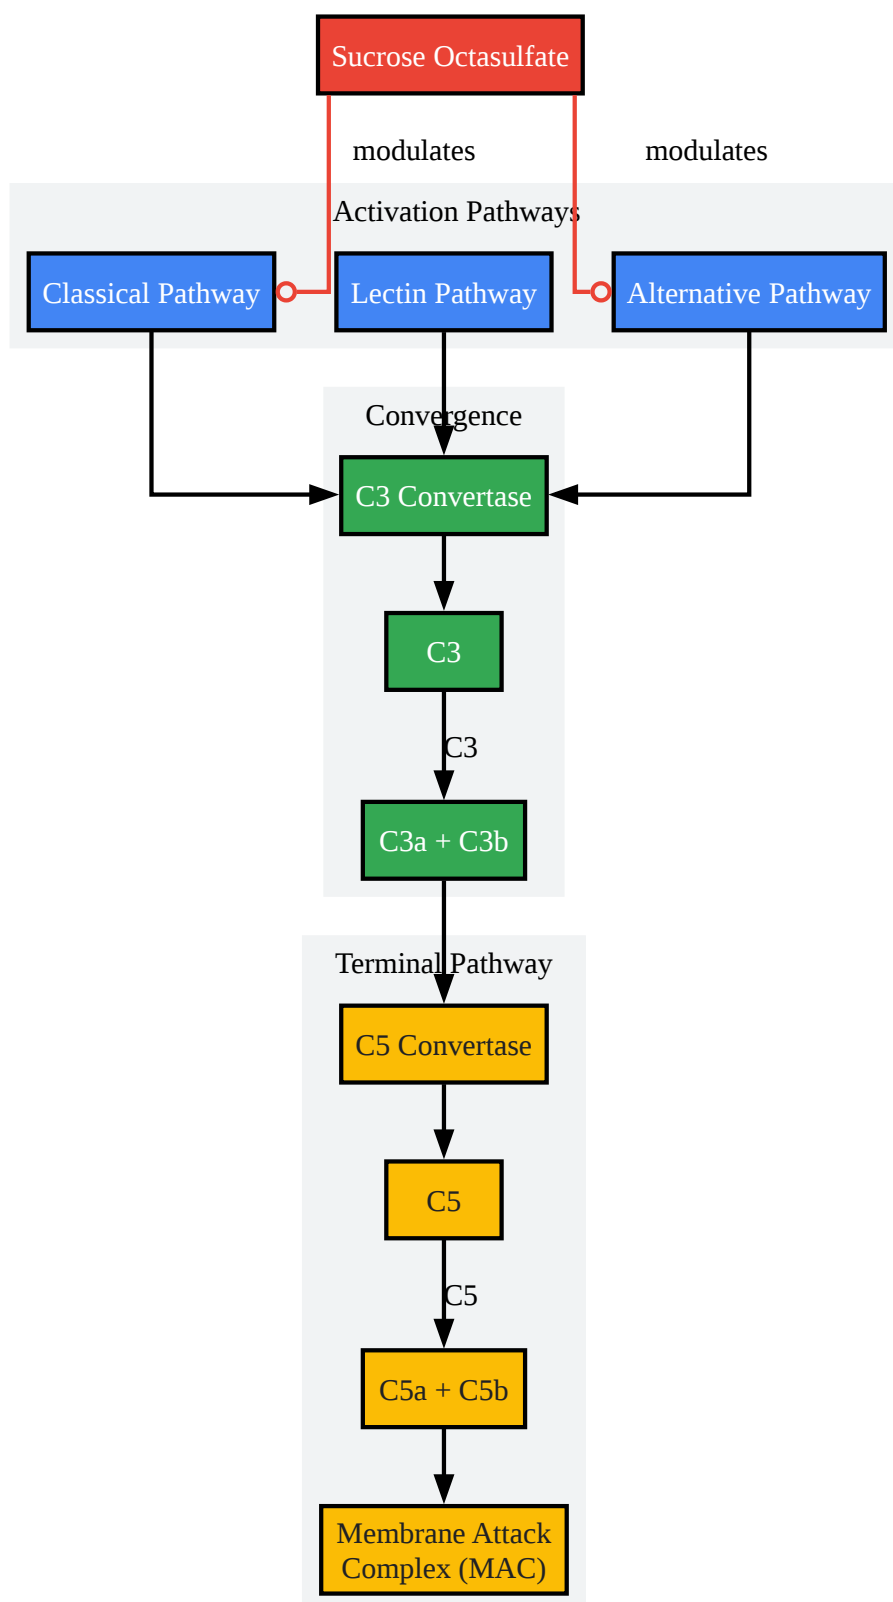 Sucrose Octasulfate
modulates
modulates
Activation Pathways
Classical Pathway
Lectin Pathway
Alternative Pathway
Convergence
C3 Convertase
C3
C3
C3a + C3b
Terminal Pathway
C5 Convertase
C5
C5
C5a + C5b
Membrane Attack
Complex (MAC)